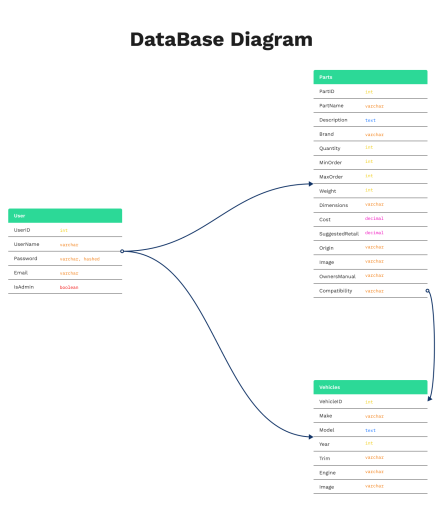 DataBase Diagram
Parts
PartID int
PartName varchar
Description text
Brand varchar
Quantity int
MinOrder int
MaxOrder int
Weight int
Dimensions varchar
Cost decimal
SuggestedRetail decimal
Origin varchar
Image varchar
OwnersManual varchar
Compatibility varchar
User
UserID int
UserName varchar
Password varchar, hashed
Email varchar
IsAdmin boolean
Vehicles
VehicleID int
Make varchar
Model text
Year int
Trim varchar
Engine varchar
Image varchar